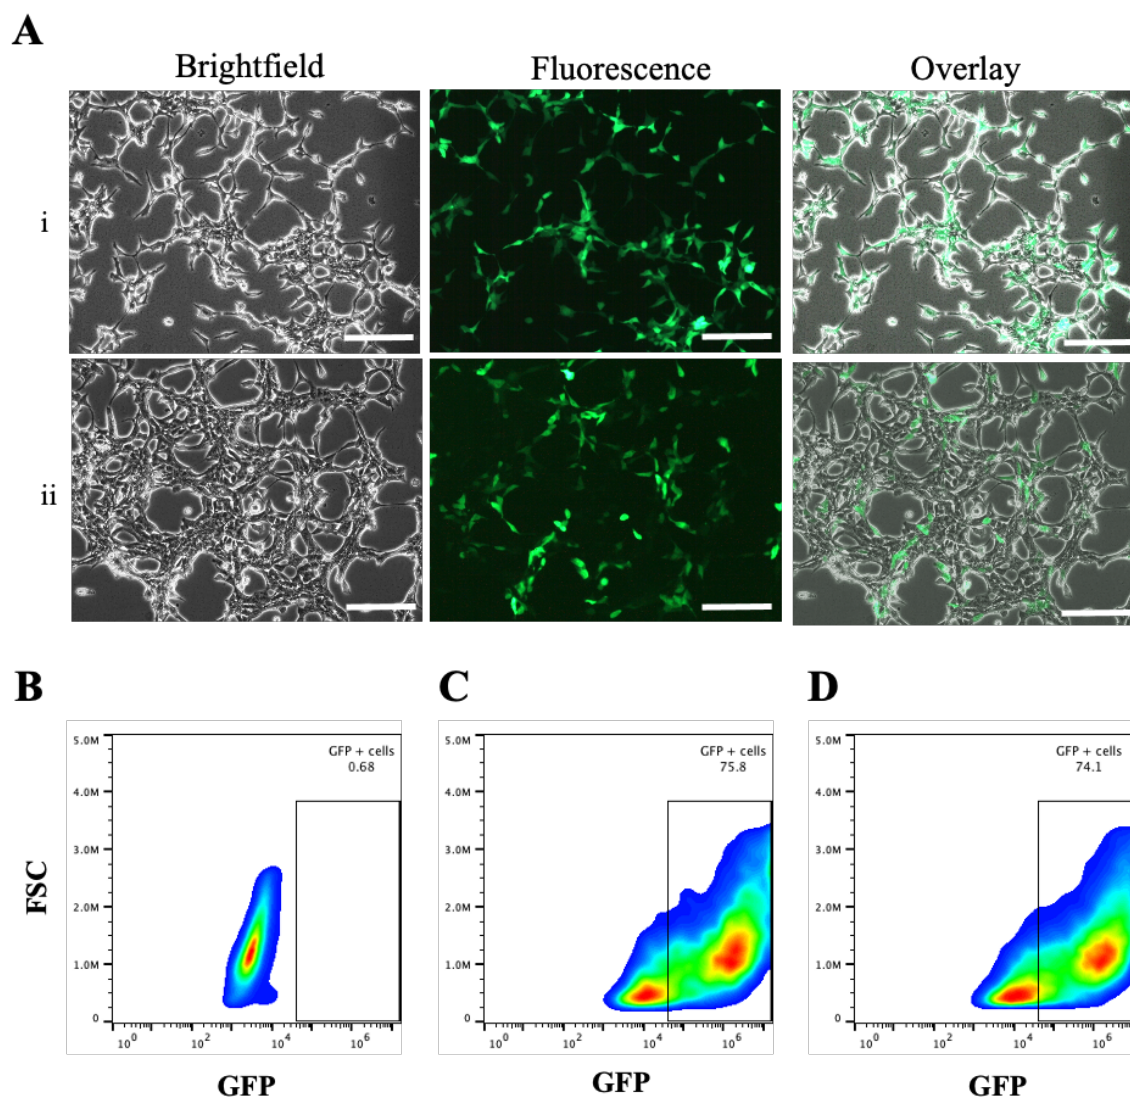 A
Brightfield Fluorescence Overlay
i
ii
B C D
5.0M
4.0M
3.0M
2.0M
1.0M
0
GFP + cells
0.68
10^0 10^2 10^4 10^6
FSC
GFP
5.0M
4.0M
3.0M
2.0M
1.0M
0
GFP + cells
75.8
10^0 10^2 10^4 10^6
GFP
5.0M
4.0M
3.0M
2.0M
1.0M
0
GFP + cells
74.1
10^0 10^2 10^4 10^6
GFP